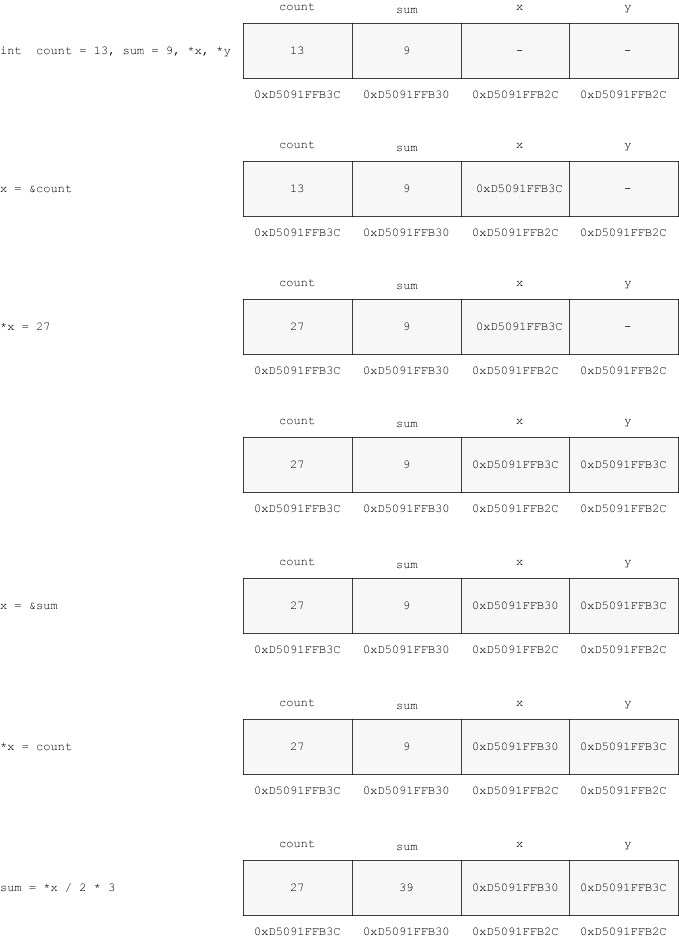 count sum x y
int count = 13, sum = 9, *x, *y 13 9 - -
0xD5091FFB3C 0xD5091FFB30 0xD5091FFB2C 0xD5091FFB2C
count sum x y
x = &count 13 9 0xD5091FFB3C -
0xD5091FFB3C 0xD5091FFB30 0xD5091FFB2C 0xD5091FFB2C
count sum x y
*x = 27 27 9 0xD5091FFB3C -
0xD5091FFB3C 0xD5091FFB30 0xD5091FFB2C 0xD5091FFB2C
count sum x y
27 9 0xD5091FFB3C 0xD5091FFB3C
0xD5091FFB3C 0xD5091FFB30 0xD5091FFB2C 0xD5091FFB2C
count sum x y
x = &sum 27 9 0xD5091FFB30 0xD5091FFB3C
0xD5091FFB3C 0xD5091FFB30 0xD5091FFB2C 0xD5091FFB2C
count sum x y
*x = count 27 9 0xD5091FFB30 0xD5091FFB3C
0xD5091FFB3C 0xD5091FFB30 0xD5091FFB2C 0xD5091FFB2C
count sum x y
sum = *x / 2 * 3 27 39 0xD5091FFB30 0xD5091FFB3C
0xD5091FFB3C 0xD5091FFB30 0xD5091FFB2C 0xD5091FFB2C